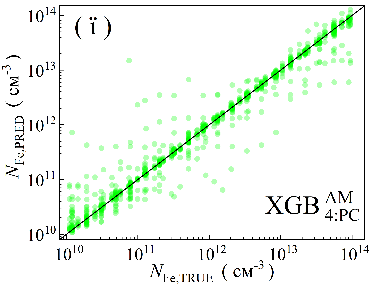 10^14
10^13
10^12
10^11
10^10
N_Fe,PRED ( см^-3 )
( ï )
XGB AM 4:PC
10^10 10^11 10^12 10^13 10^14
N_Fe,TRUE ( см^-3 )